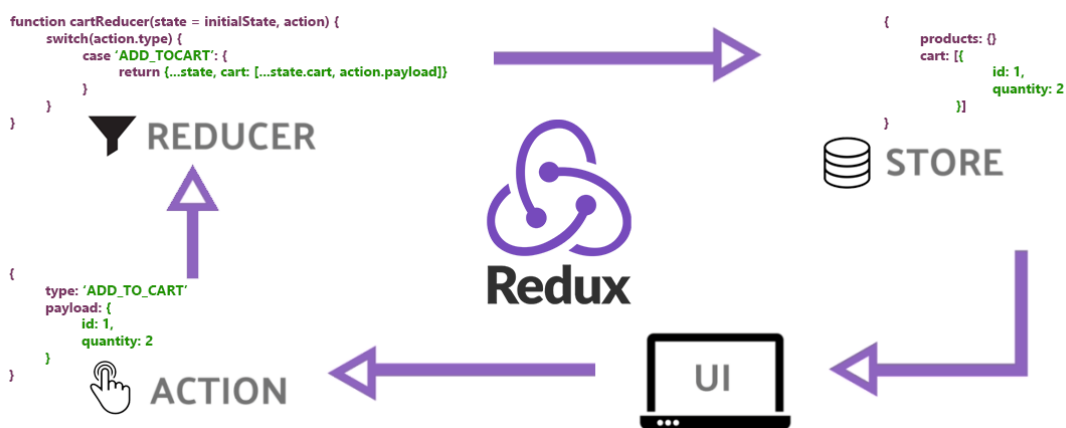 function cartReducer(state = initialState, action) {
switch(action.type) {
case ‘ADD_TOCART’: {
return {...state, cart: [...state.cart, action.payload]}
}
}
}
REDUCER
{
products: {}
cart: [{
id: 1,
quantity: 2
}]
}
STORE
Redux
{
type: ‘ADD_TO_CART’
payload: {
id: 1,
quantity: 2
}
}
ACTION
UI